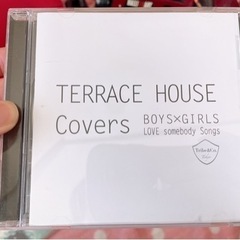 TERRACE HOUSE
Covers BOYS×GIRLS
LOVE somebody Songs